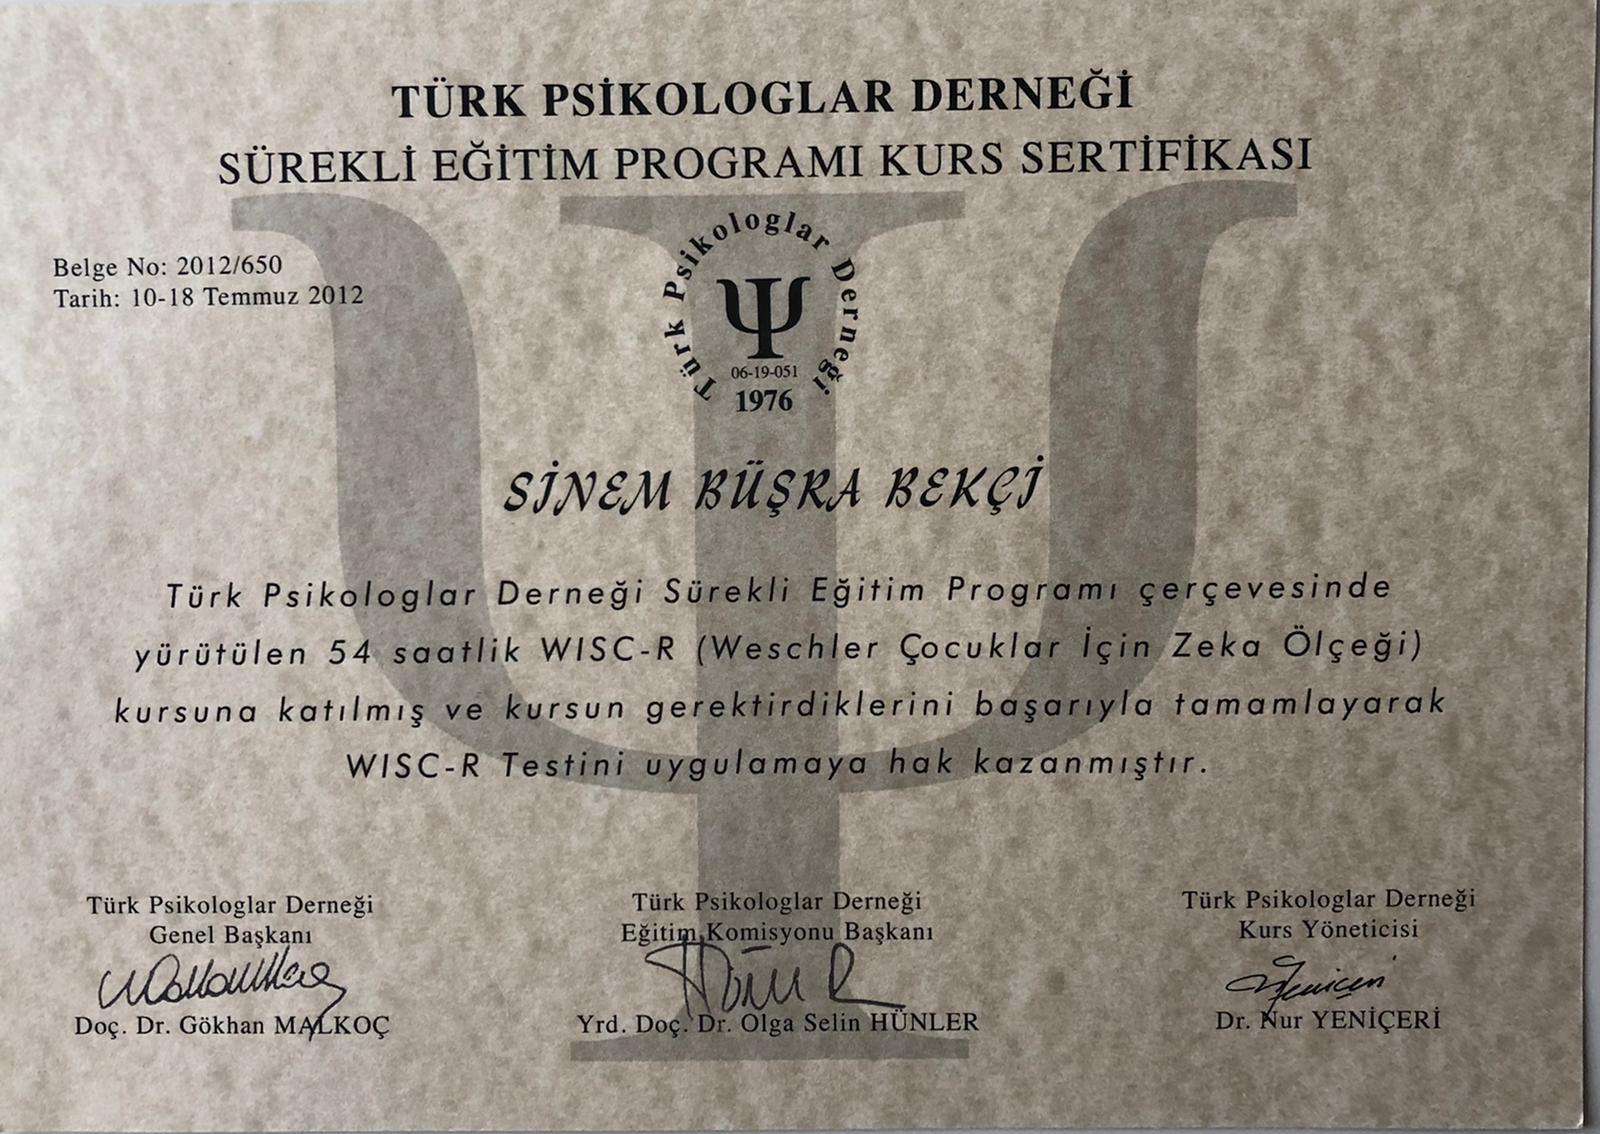 TÜRK PSİKOLOGLAR DERNEĞİ
SÜREKLİ EĞİTİM PROGRAMI KURS SERTİFİKASI
Belge No: 2012/650
Tarih: 10-18 Temmuz 2012
Türk Psikologlar Derneği
Ψ
06-19-051
1976
SİNEM BÜŞRA BEKÇİ
Türk Psikologlar Derneği Sürekli Eğitim Programı çerçevesinde
yürütülen 54 saatlik WISC-R (Weschler Çocuklar İçin Zeka Ölçeği)
kursuna katılmış ve kursun gerektirdiklerini başarıyla tamamlayarak
WISC-R Testini uygulamaya hak kazanmıştır.
Türk Psikologlar Derneği
Genel Başkanı
Doç. Dr. Gökhan MALKOÇ
Türk Psikologlar Derneği
Eğitim Komisyonu Başkanı
Yrd. Doç. Dr. Olga Selin HÜNLER
Türk Psikologlar Derneği
Kurs Yöneticisi
Dr. Nur YENİÇERİ